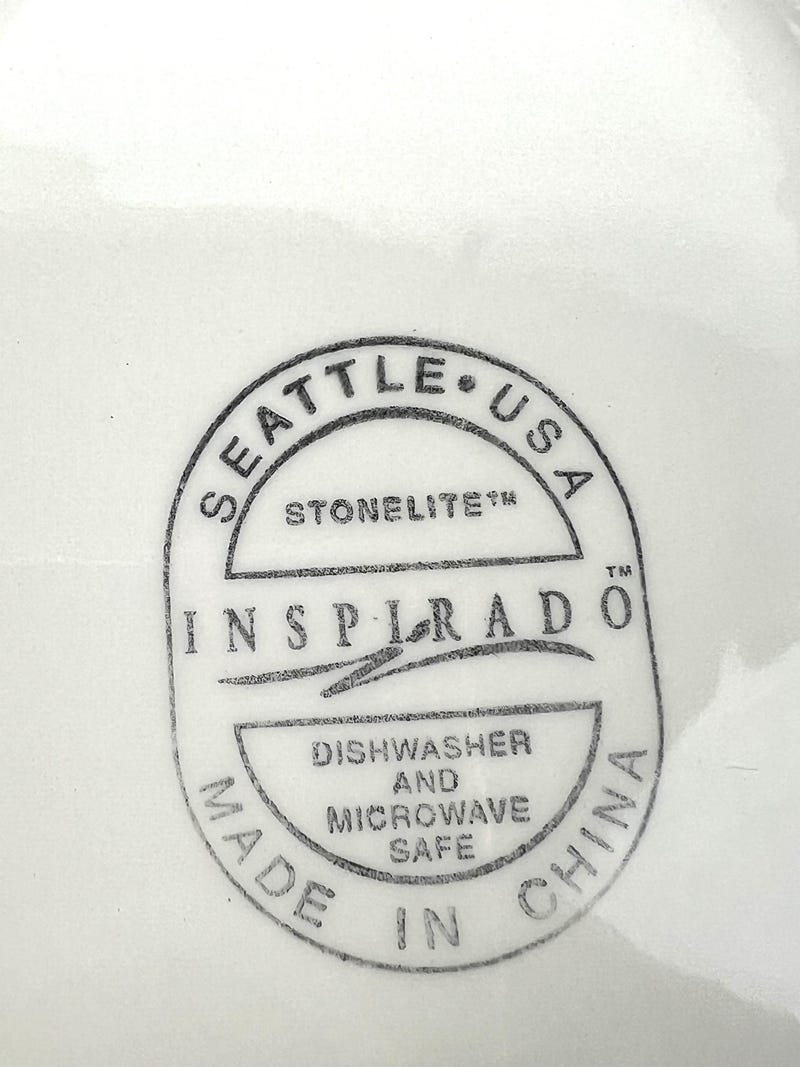 SEATTLE • USA
STONELITE™
INSPIRADO™
DISHWASHER
AND
MICROWAVE
SAFE
MADE IN CHINA